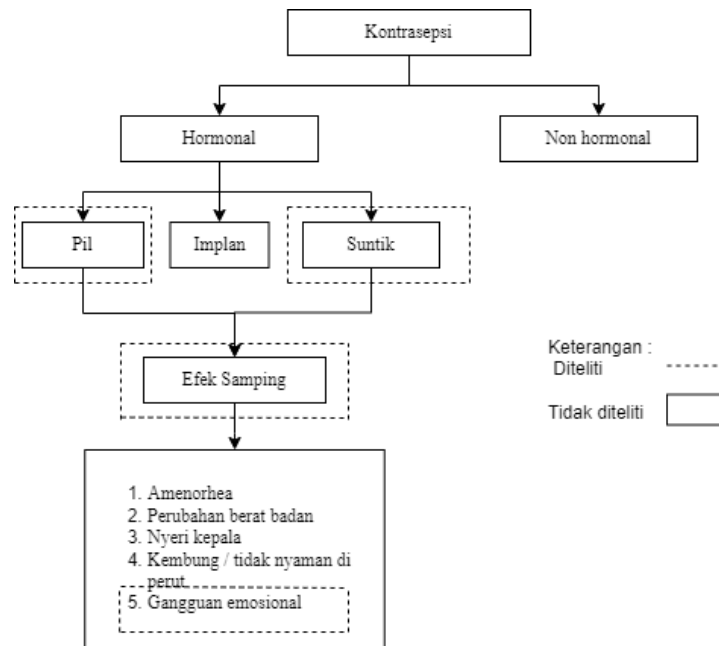 Kontrasepsi
Hormonal
Non hormonal
Pil
Implan
Suntik
Efek Samping
Keterangan :
Diteliti
Tidak diteliti
1. Amenorhea
2. Perubahan berat badan
3. Nyeri kepala
4. Kembung / tidak nyaman di
perut
5. Gangguan emosional